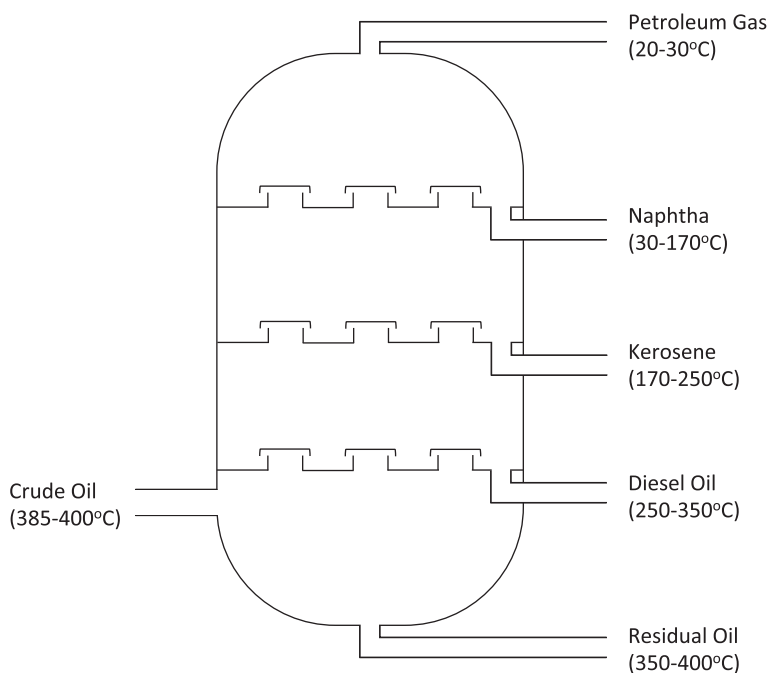 Petroleum Gas
(20-30°C)
Naphtha
(30-170°C)
Kerosene
(170-250°C)
Crude Oil
(385-400°C)
Diesel Oil
(250-350°C)
Residual Oil
(350-400°C)